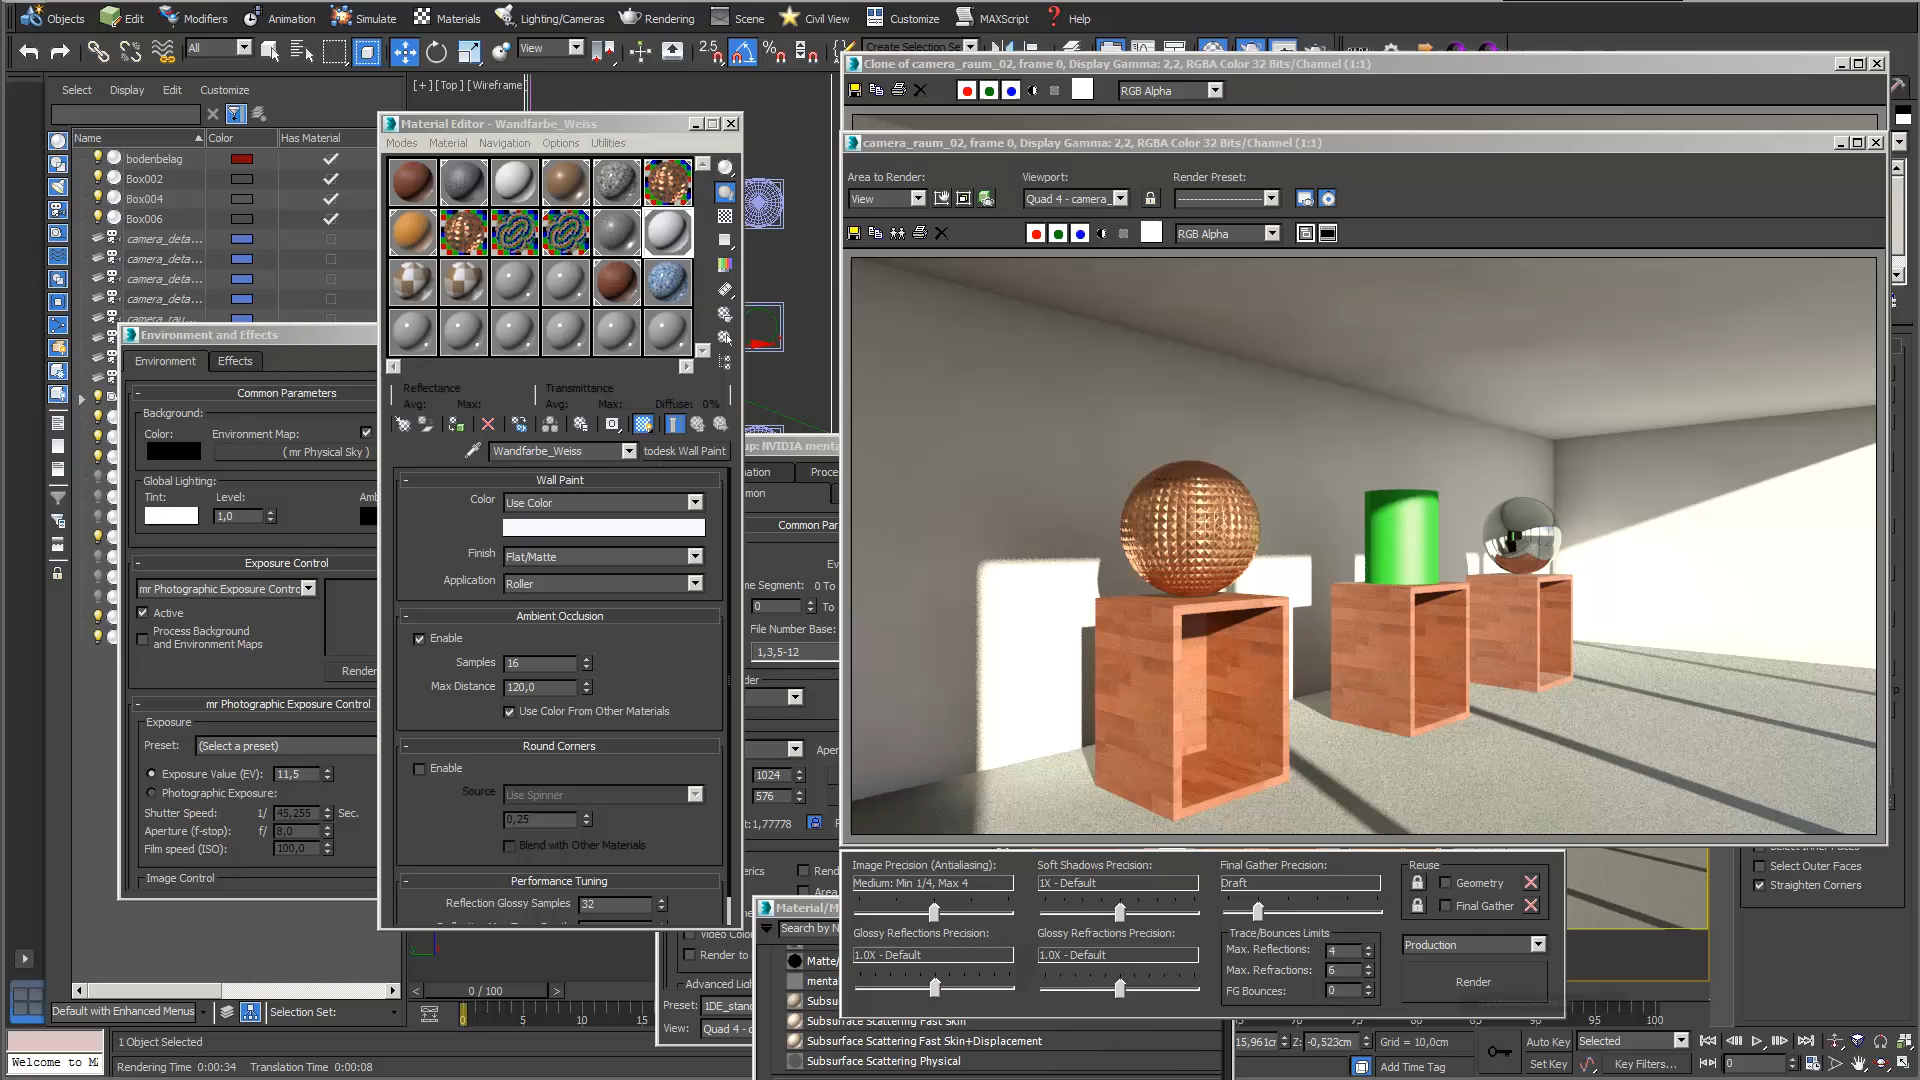 Objects
Edit
Modifiers
Animation
Simulate
Materials
Lighting/Cameras
Rendering
Scene
Civil View
Customize
MAXScript
Help
All
View
2.5
Create Selection Se
[+][Top][Wireframe
Select
Display
Edit
Customize
Name
Color
Has Material
bodenbelag
Box002
Box004
Box006
camera_deta...
camera_deta...
camera_deta...
camera_deta...
camera_rau...
Environment and Effects
Environment
Effects
Common Parameters
Background:
Color:
Environment Map:
( mr Physical Sky )
Global Lighting:
Tint:
Level:
Amb
1,0
Exposure Control
mr Photographic Exposure Contro
Active
Process Background
and Environment Maps
Render
mr Photographic Exposure Control
Exposure
Preset:
(Select a preset)
Exposure Value (EV):
11,5
Photographic Exposure:
Shutter Speed:
1/
45,255
Sec.
Aperture (f-stop):
f/
8,0
Film speed (ISO):
100,0
Image Control
Material Editor - Wandfarbe_Weiss
Modes
Material
Navigation
Options
Utilities
Reflectance
Transmittance
Avg:
Max:
Avg:
Max:
Diffuse:
0%
Wandfarbe_Weiss
todesk Wall Paint
Wall Paint
Color
Use Color
Finish
Flat/Matte
Application
Roller
Ambient Occlusion
Enable
Samples
16
Max Distance
120,0
Use Color From Other Materials
Round Corners
Enable
Source
Use Spinner
0,25
Blend with Other Materials
Performance Tuning
Reflection Glossy Samples
32
up: NVIDIA menta
Proce
Common Par
me Segment:
0 To
0
To
File Number Base:
1,3,5-12
Aper
1024
576
1,77778
Rend
Area
Video Colo
Render to
Advanced Ligh
Preset:
View:
Quad 4 - c
Clone of camera_raum_02, frame 0, Display Gamma: 2,2, RGBA Color 32 Bits/Channel (1:1)
RGB Alpha
camera_raum_02, frame 0, Display Gamma: 2,2, RGBA Color 32 Bits/Channel (1:1)
Area to Render:
Viewport:
Render Preset:
View
Quad 4 - camera_
RGB Alpha
Image Precision (Antialiasing):
Soft Shadows Precision:
Final Gather Precision:
Reuse
Medium: Min 1/4, Max 4
1X - Default
Draft
Geometry
Final Gather
Glossy Reflections Precision:
Glossy Refractions Precision:
Trace/Bounces Limits
1.0X - Default
1.0X - Default
Max. Reflections:
4
Max. Refractions:
6
FG Bounces:
0
Production
Render
Select Outer Faces
Straighten Corners
Material/M
Search by N
Matte/
menta
Subsu
Subsurface Scattering Fast Skin
Subsurface Scattering Fast Skin+Displacement
Subsurface Scattering Physical
0 / 100
0
5
10
15
95
100
Default with Enhanced Menus
Selection Set:
1 Object Selected
Welcome to M
Rendering Time 0:00:34
Translation Time 0:00:08
15,961c
Z:
-0,523cm
Grid = 10,0cm
Add Time Tag
Auto Key
Selected
Set Key
Key Filters...
0